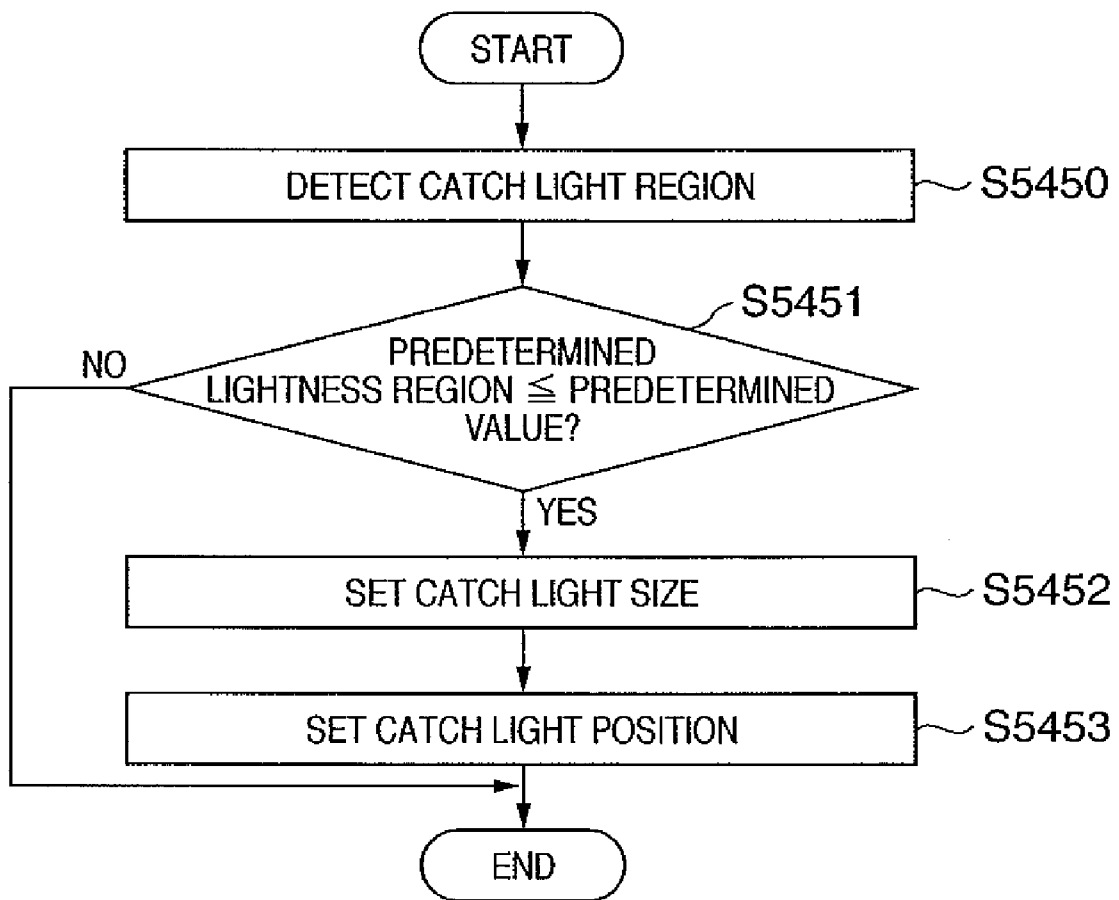 START
DETECT CATCH LIGHT REGION
S5450
S5451
NO
PREDETERMINED
LIGHTNESS REGION ≦ PREDETERMINED
VALUE?
YES
SET CATCH LIGHT SIZE
S5452
SET CATCH LIGHT POSITION
S5453
END